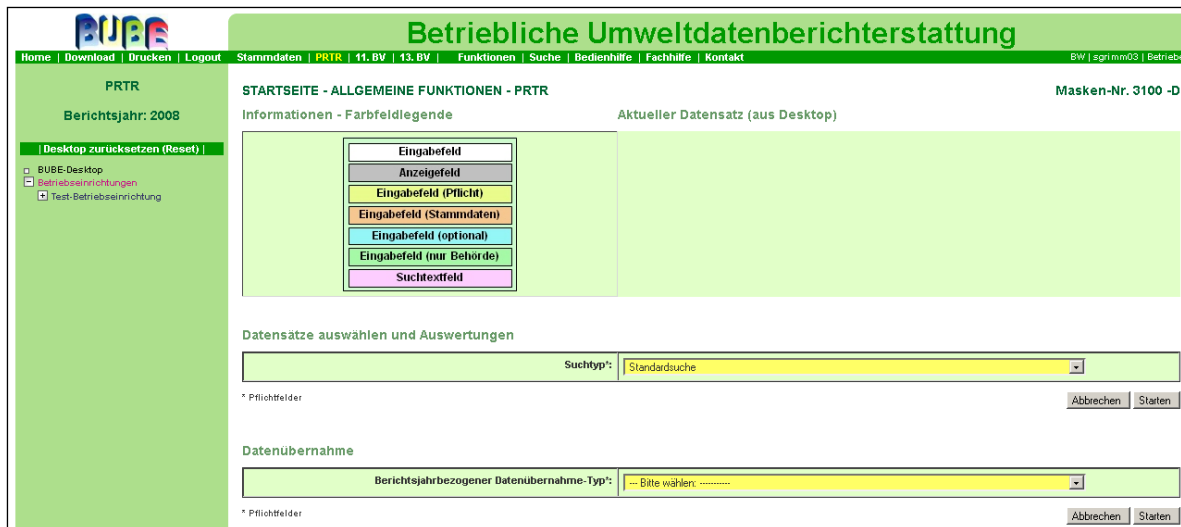 BUBE
Betriebliche Umweltdatenberichterstattung
Home | Download | Drucken | Logout
Stammdaten | PRTR | 11. BV | 13. BV | Funktionen | Suche | Bedienhilfe | Fachhilfe | Kontakt
BW | sgrimm03 | Betriebe
PRTR
Berichtsjahr: 2008
| Desktop zurücksetzen (Reset) |
BUBE-Desktop
Betriebseinrichtungen
Test-Betriebseinrichtung
STARTSEITE - ALLGEMEINE FUNKTIONEN - PRTR
Masken-Nr. 3100 -D
Informationen - Farbfeldlegende
Aktueller Datensatz (aus Desktop)
Eingabefeld
Anzeigefeld
Eingabefeld (Pflicht)
Eingabefeld (Stammdaten)
Eingabefeld (optional)
Eingabefeld (nur Behörde)
Suchtextfeld
Datensätze auswählen und Auswertungen
Suchtyp*: Standardsuche
* Pflichtfelder
Abbrechen Starten
Datenübernahme
Berichtsjahrbezogener Datenübernahme-Typ*: --- Bitte wählen: -----------
* Pflichtfelder
Abbrechen Starten